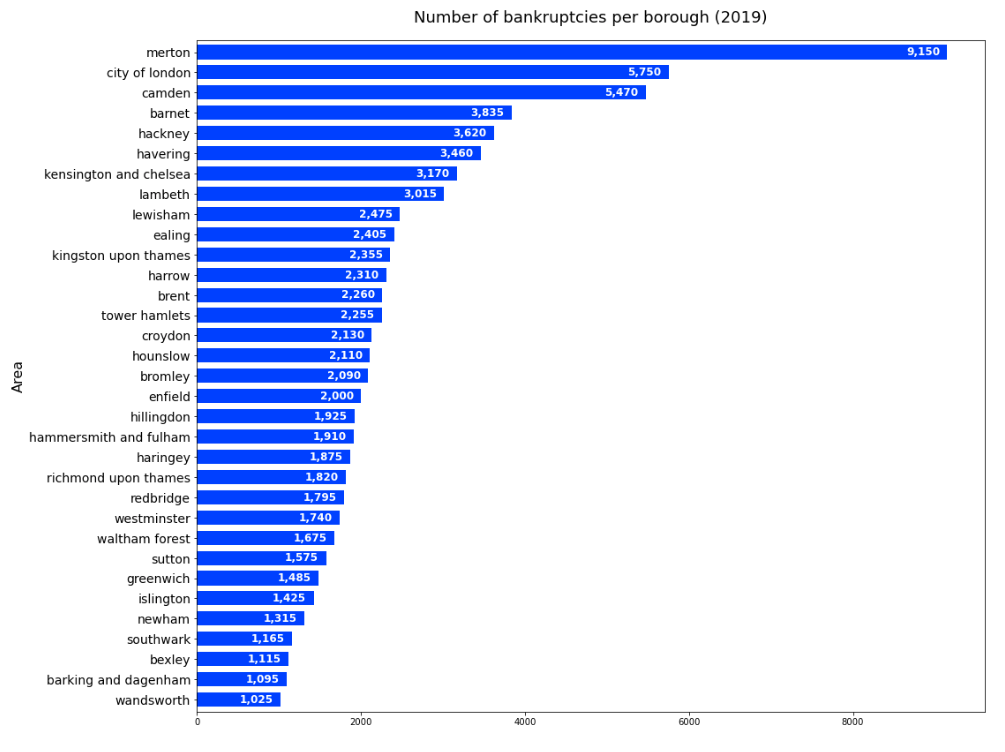 Number of bankruptcies per borough (2019)
merton 9,150
city of london 5,750
camden 5,470
barnet 3,835
hackney 3,620
havering 3,460
kensington and chelsea 3,170
lambeth 3,015
lewisham 2,475
ealing 2,405
kingston upon thames 2,355
harrow 2,310
brent 2,260
tower hamlets 2,255
croydon 2,130
hounslow 2,110
bromley 2,090
enfield 2,000
hillingdon 1,925
hammersmith and fulham 1,910
haringey 1,875
richmond upon thames 1,820
redbridge 1,795
westminster 1,740
waltham forest 1,675
sutton 1,575
greenwich 1,485
islington 1,425
newham 1,315
southwark 1,165
bexley 1,115
barking and dagenham 1,095
wandsworth 1,025
Area
0 2000 4000 6000 8000